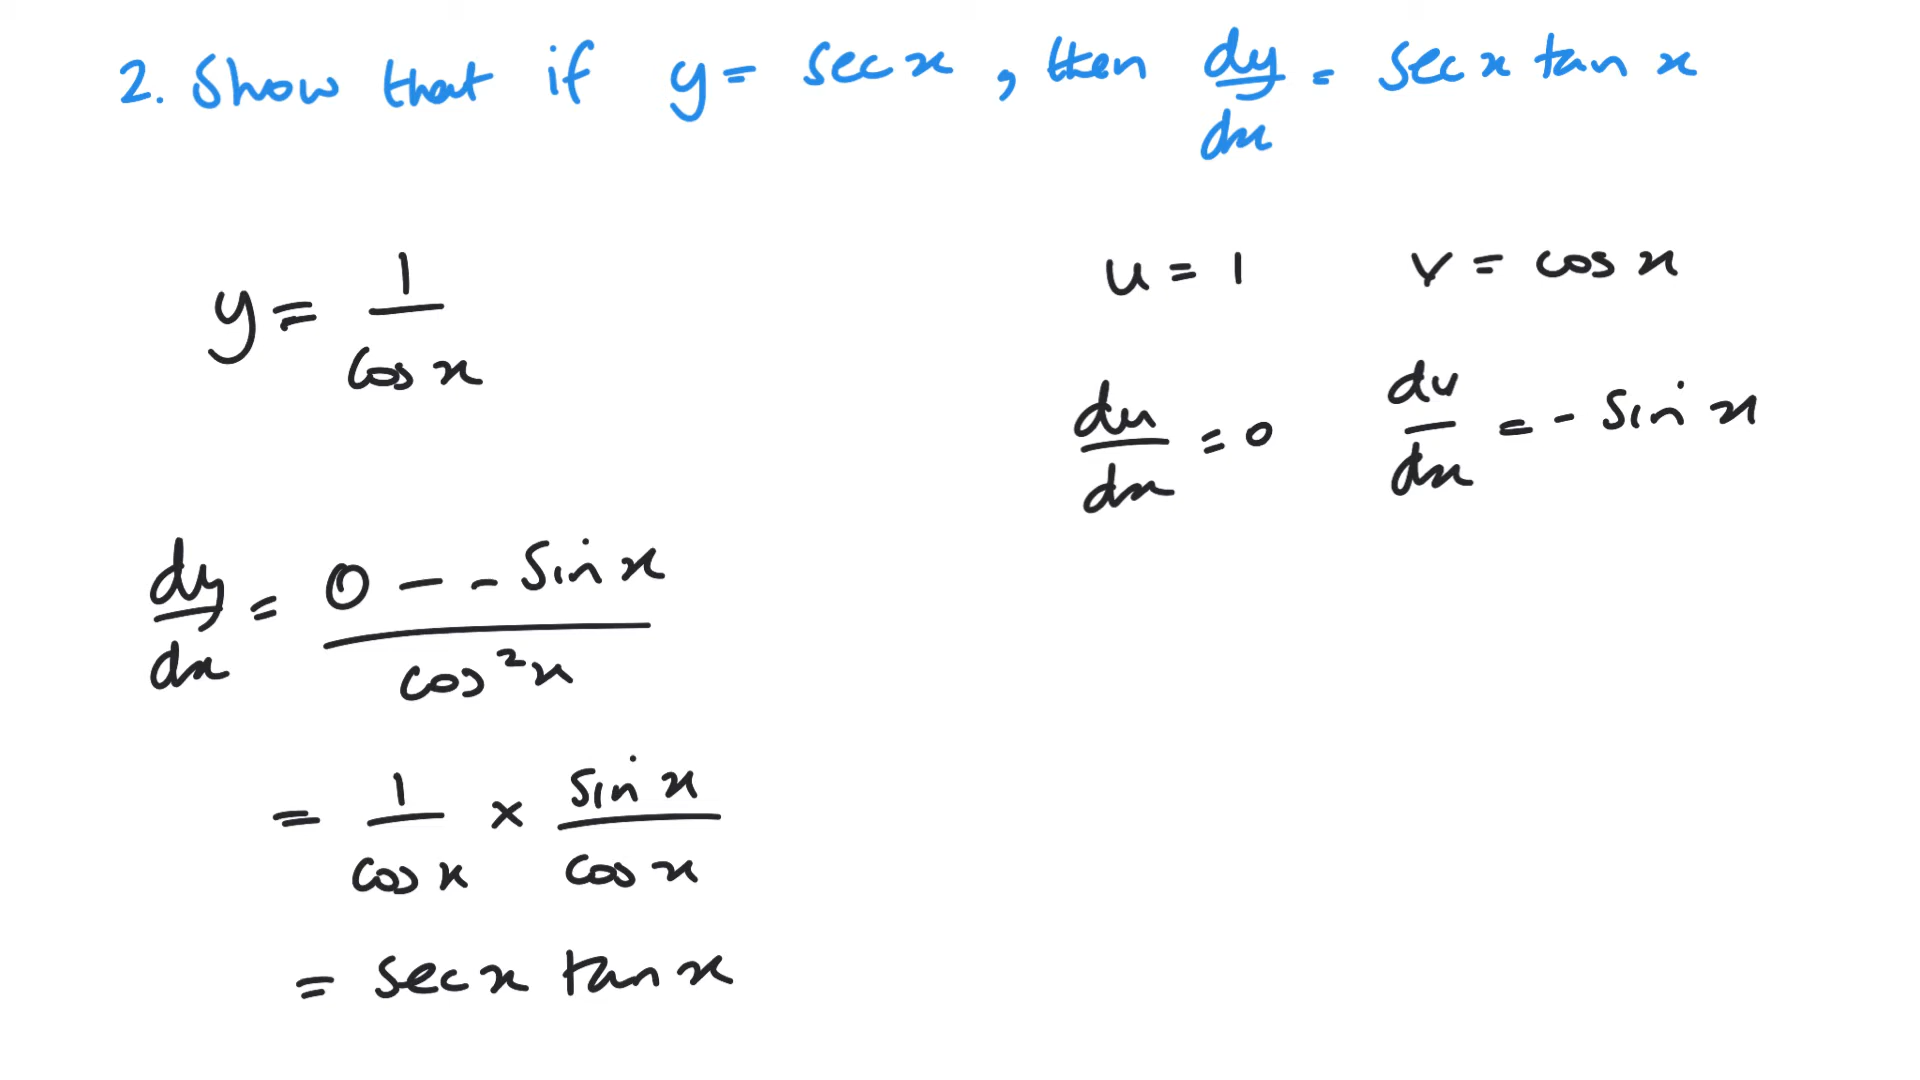 2. Show that if y = sec x , then dy/dx = sec x tan x
y = 1/cos x
u = 1 v = cos x
du/dx = 0 dv/dx = - sin x
dy/dx = 0 - - sin x / cos²x
= 1/cos x × sin x/cos x
= sec x tan x